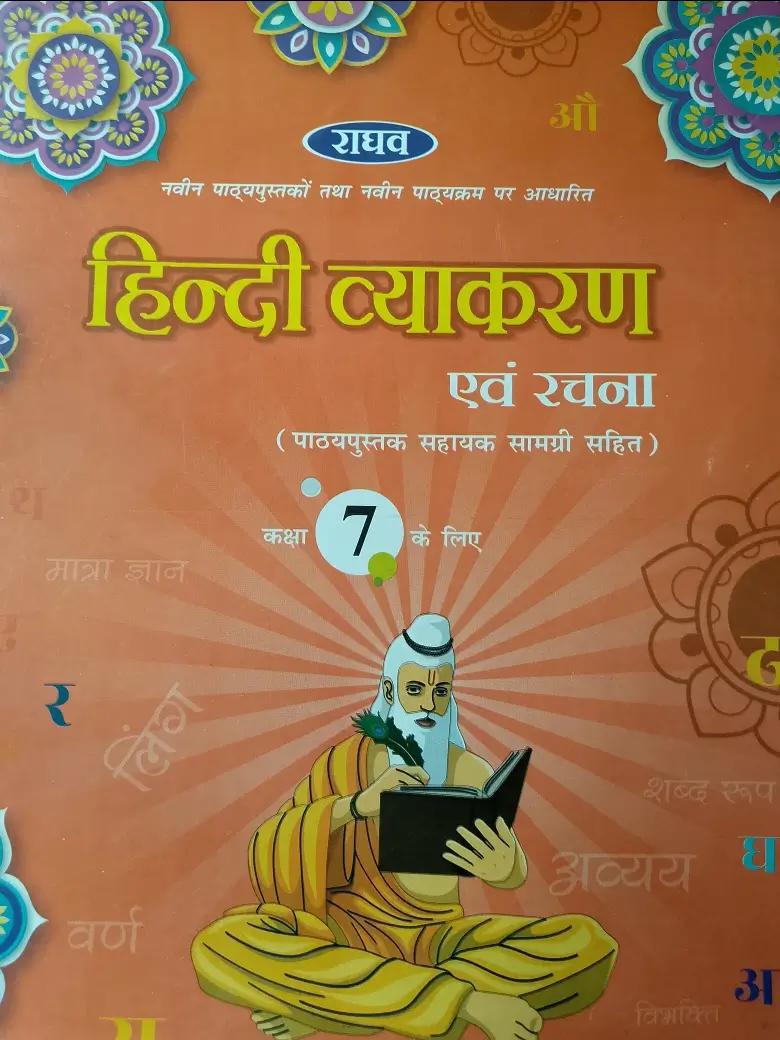 औ
राघव
नवीन पाठ्यपुस्तकों तथा नवीन पाठ्यक्रम पर आधारित
हिन्दी व्याकरण
एवं रचना
( पाठयपुस्तक सहायक सामग्री सहित )
कक्षा 7 के लिए
थ
मात्रा ज्ञान
र
लिंग
शब्द रूप
घ
अव्यय
वर्ण
अ
विभक्ति